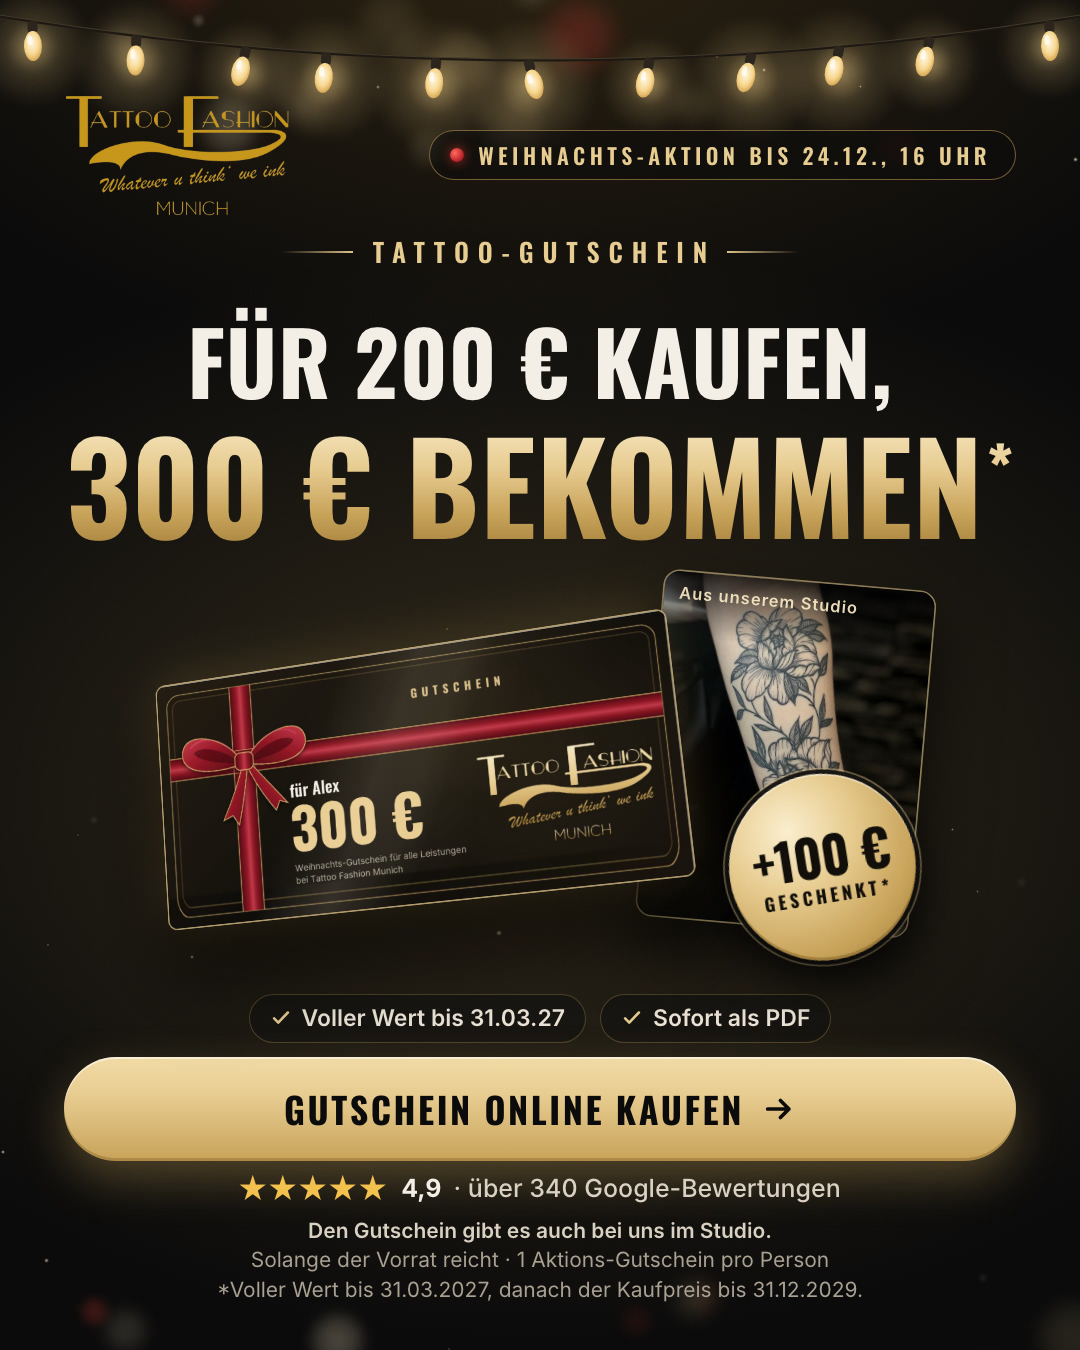 TATTOO FASHION
Whatever u think' we ink
MUNICH
WEIHNACHTS-AKTION BIS 24.12., 16 UHR
TATTOO-GUTSCHEIN
FÜR 200 € KAUFEN,
300 € BEKOMMEN*
Aus unserem Studio
GUTSCHEIN
für Alex
300 €
Weihnachts-Gutschein für alle Leistungen
bei Tattoo Fashion Munich
TATTOO FASHION
Whatever u think' we ink
MUNICH
+100 €
GESCHENKT*
Voller Wert bis 31.03.27
Sofort als PDF
GUTSCHEIN ONLINE KAUFEN →
★★★★★ 4,9 · über 340 Google-Bewertungen
Den Gutschein gibt es auch bei uns im Studio.
Solange der Vorrat reicht · 1 Aktions-Gutschein pro Person
*Voller Wert bis 31.03.2027, danach der Kaufpreis bis 31.12.2029.